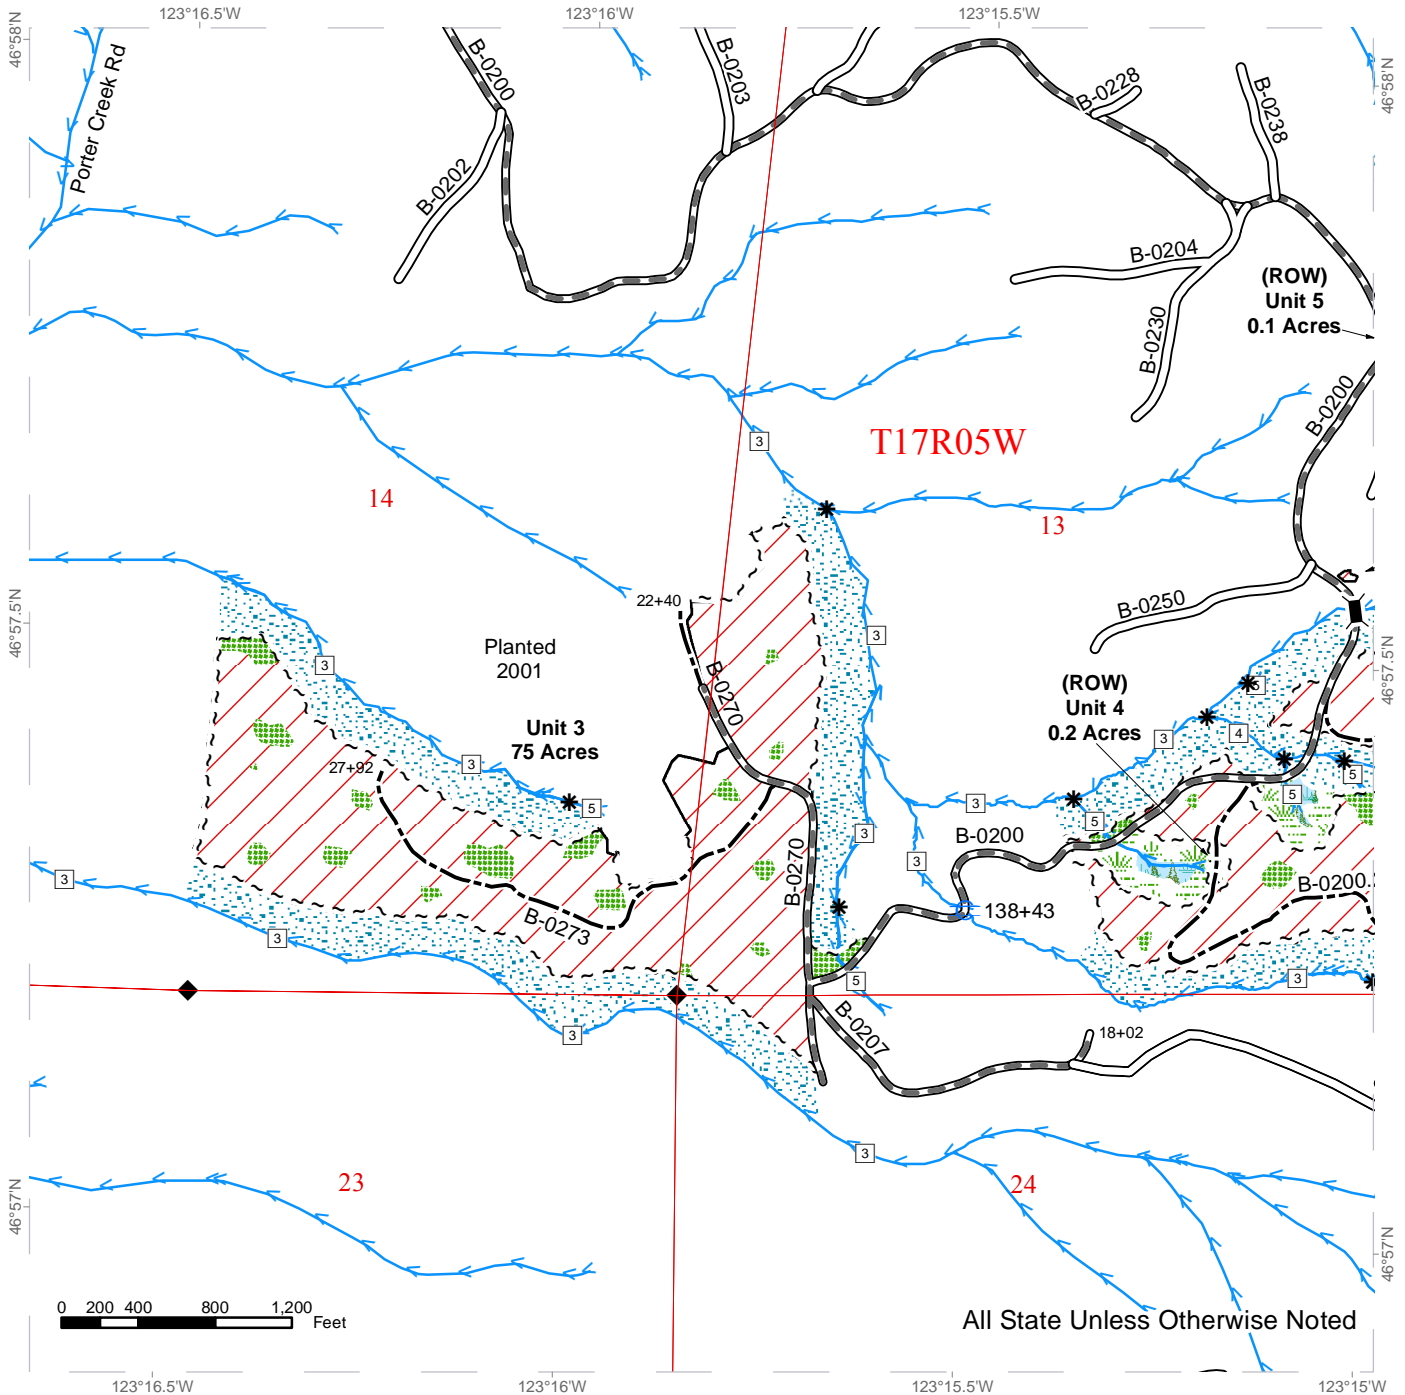 123°16.5'W
123°16'W
123°15.5'W
46°58'N
46°58'N
Porter Creek Rd
B-0200
B-0203
B-0228
B-0238
B-0202
B-0204
(ROW)
Unit 5
0.1 Acres
B-0230
B-0200
3
T17R05W
14
13
22+40
B-0250
46°57.5'N
46°57.5'N
3
3
Planted
2001
B-0270
(ROW)
Unit 4
0.2 Acres
5
Unit 3
75 Acres
3
4
3
27+92
5
5
3
5
5
3
B-0200
3
3
B-0270
B-0200
138+43
B-0273
3
5
3
3
B-0207
18+02
3
23
24
46°57'N
46°57'N
0 200 400 800 1,200
Feet
All State Unless Otherwise Noted
123°16.5'W
123°16'W
123°15.5'W
123°15'W